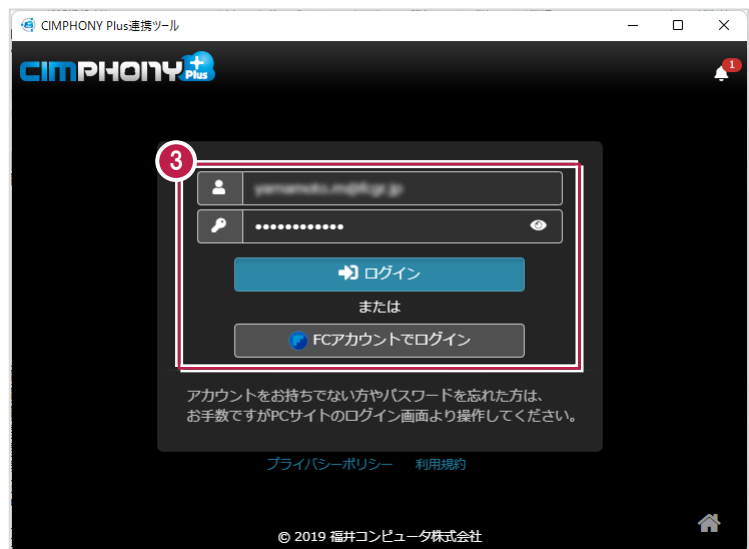 CIMPHONY Plus連携ツール
CIMPHONY Plus
1
3
••••••••••••
ログイン
または
FCアカウントでログイン
アカウントをお持ちでない方やパスワードを忘れた方は、
お手数ですがPCサイトのログイン画面より操作してください。
プライバシーポリシー 利用規約
© 2019 福井コンピュータ株式会社